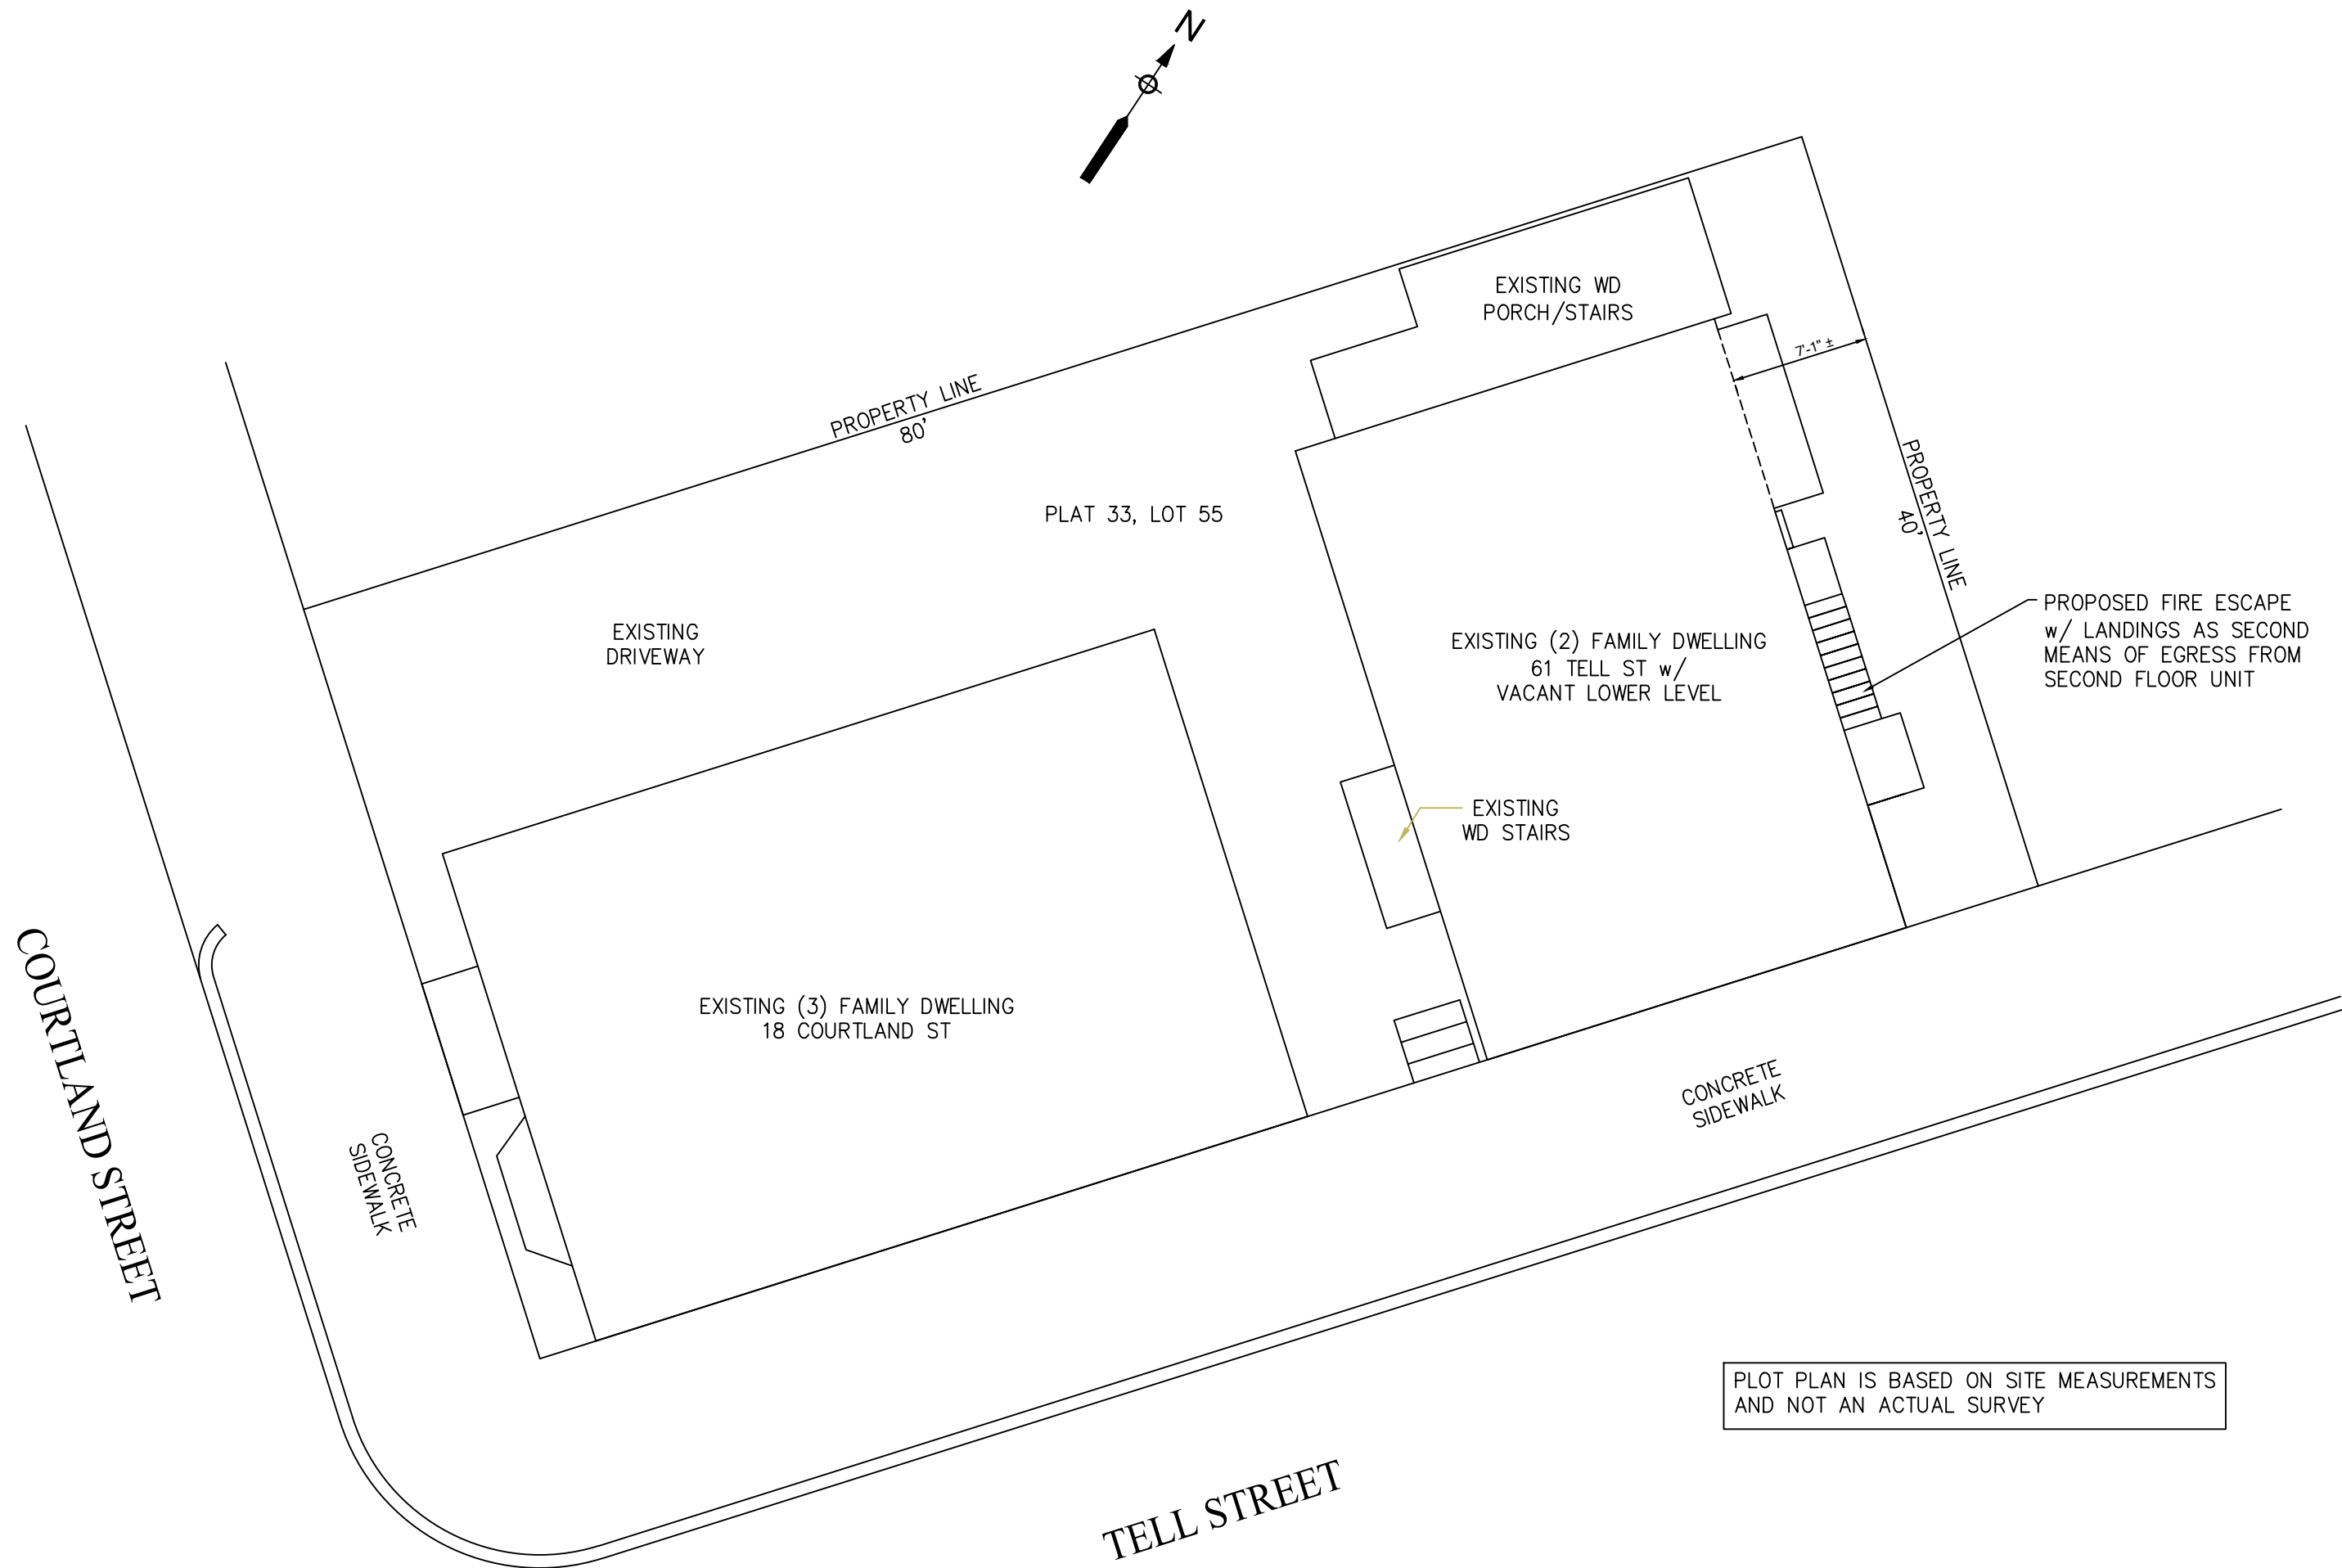 N
EXISTING WD
PORCH/STAIRS
7'-1" ±
PROPERTY LINE
80'
PROPERTY LINE
40'
PLAT 33, LOT 55
EXISTING
DRIVEWAY
EXISTING (2) FAMILY DWELLING
61 TELL ST w/
VACANT LOWER LEVEL
PROPOSED FIRE ESCAPE
w/ LANDINGS AS SECOND
MEANS OF EGRESS FROM
SECOND FLOOR UNIT
EXISTING
WD STAIRS
EXISTING (3) FAMILY DWELLING
18 COURTLAND ST
COURTLAND STREET
CONCRETE
SIDEWALK
CONCRETE
SIDEWALK
PLOT PLAN IS BASED ON SITE MEASUREMENTS
AND NOT AN ACTUAL SURVEY
TELL STREET